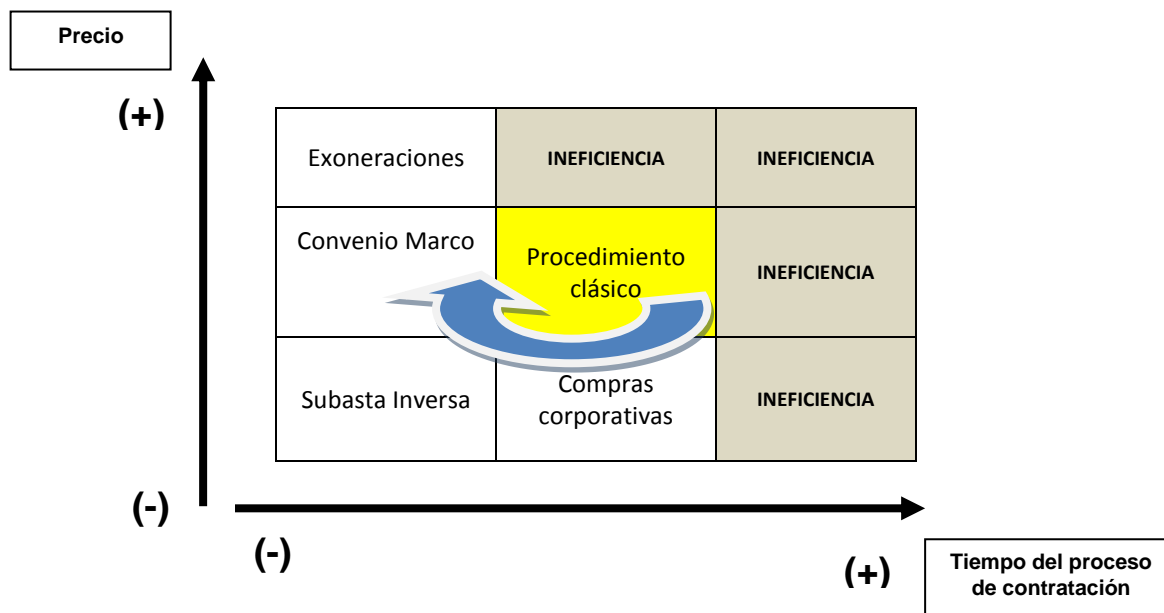 Precio
(+)
Exoneraciones
INEFICIENCIA
INEFICIENCIA
Convenio Marco
Procedimiento
clásico
INEFICIENCIA
Subasta Inversa
Compras
corporativas
INEFICIENCIA
(-)
(-)
(+)
Tiempo del proceso
de contratación